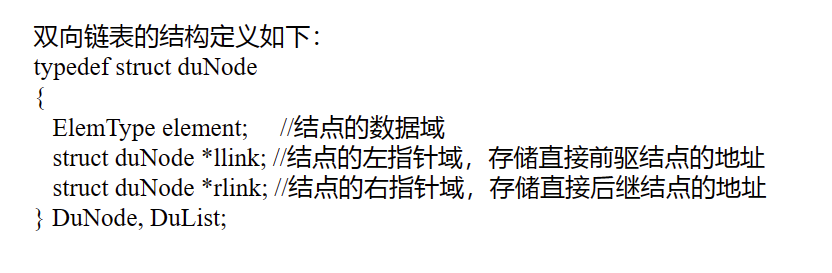 双向链表的结构定义如下：
typedef struct duNode
{
ElemType element; //结点的数据域
struct duNode *llink; //结点的左指针域，存储直接前驱结点的地址
struct duNode *rlink; //结点的右指针域，存储直接后继结点的地址
} DuNode, DuList;